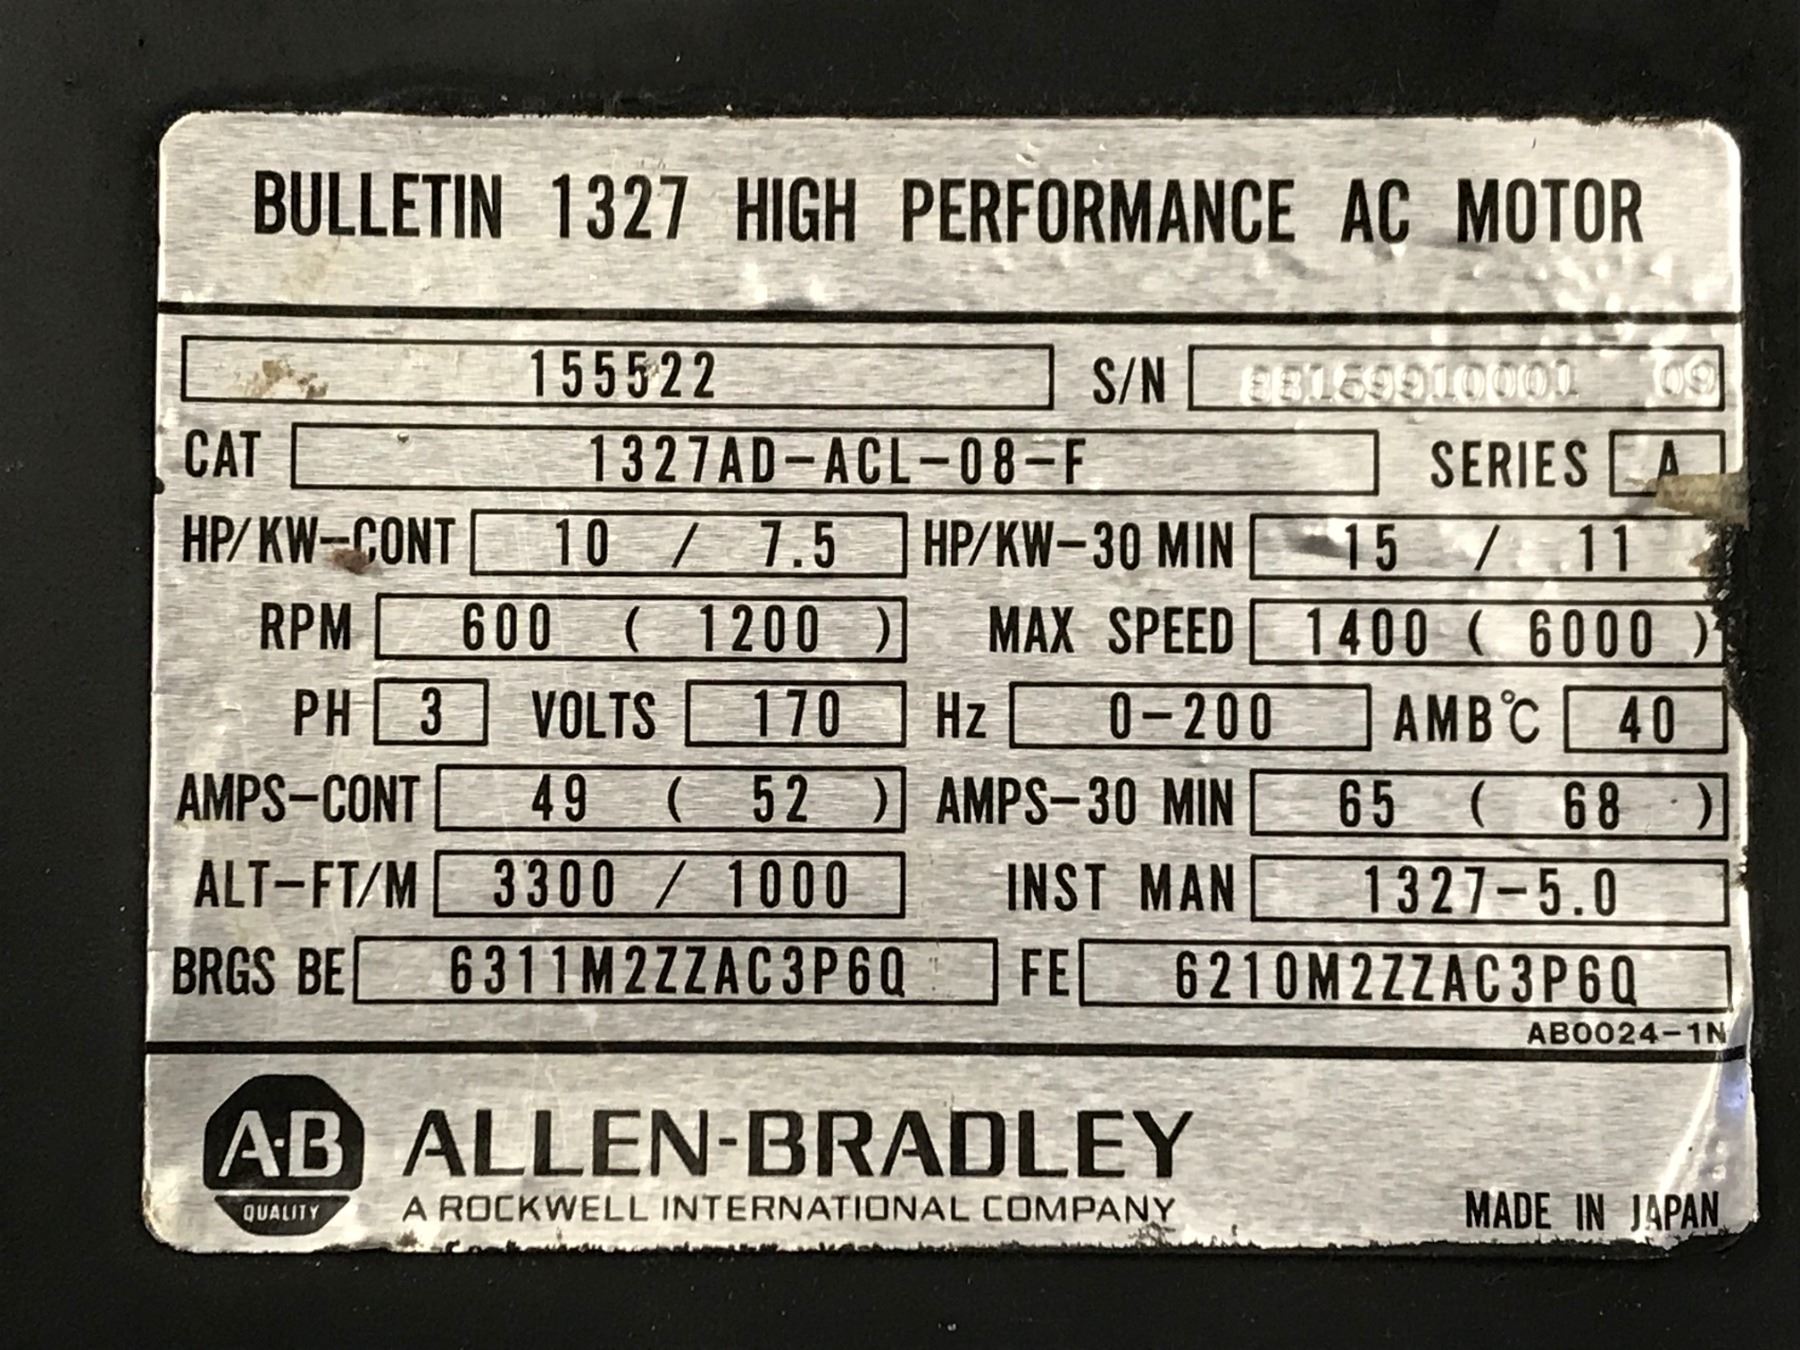 BULLETIN 1327 HIGH PERFORMANCE AC MOTOR
155522 S/N 09
CAT 1327AD-ACL-08-F SERIES A
HP/KW-CONT 10 / 7.5 HP/KW-30 MIN 15 / 11
RPM 600 ( 1200 ) MAX SPEED 1400 ( 6000 )
PH 3 VOLTS 170 Hz 0-200 AMB°C 40
AMPS-CONT 49 ( 52 ) AMPS-30 MIN 65 ( 68 )
ALT-FT/M 3300 / 1000 INST MAN 1327-5.0
BRGS BE 6311M2ZZAC3P6Q FE 6210M2ZZAC3P6Q
AB0024-1N
A-B QUALITY
ALLEN-BRADLEY
A ROCKWELL INTERNATIONAL COMPANY
MADE IN JAPAN